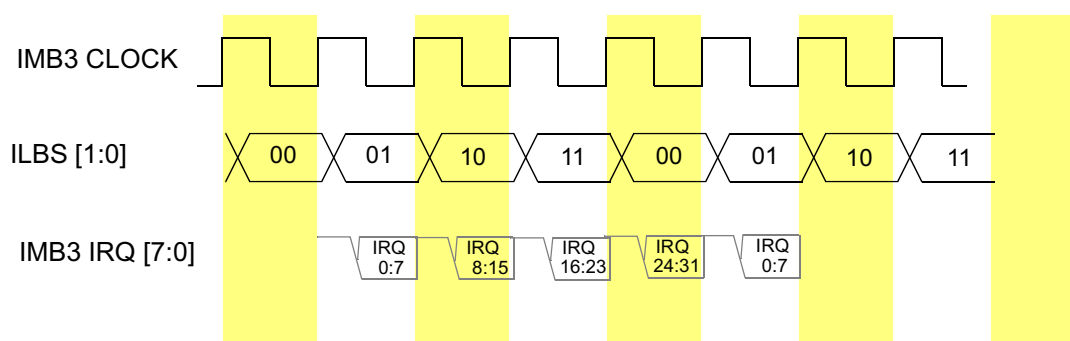 IMB3 CLOCK
ILBS [1:0] 00 01 10 11 00 01 10 11
IMB3 IRQ [7:0]
IRQ 0:7
IRQ 8:15
IRQ 16:23
IRQ 24:31
IRQ 0:7